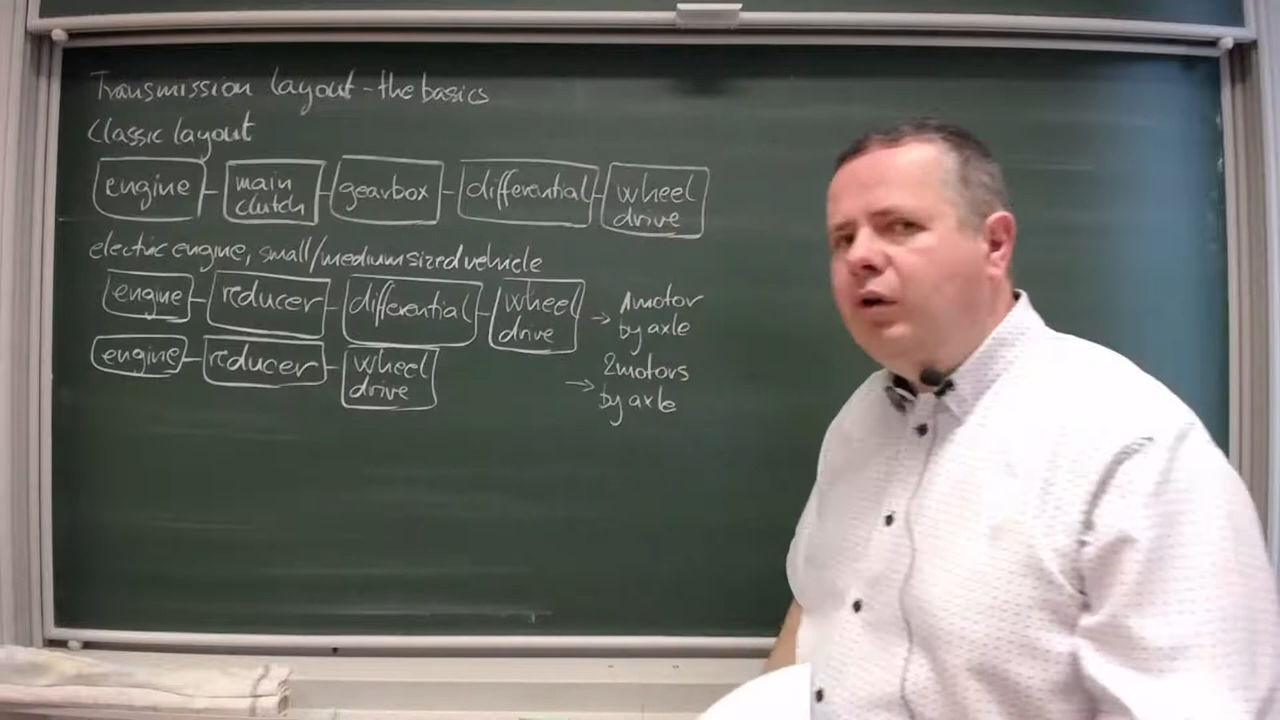 Transmission layout - the basics
Classic layout
engine main clutch gearbox differential wheel drive
electric engine, small/medium sized vehicle
engine reducer differential wheel drive → 1 motor by axle
engine reducer wheel drive → 2 motors by axle